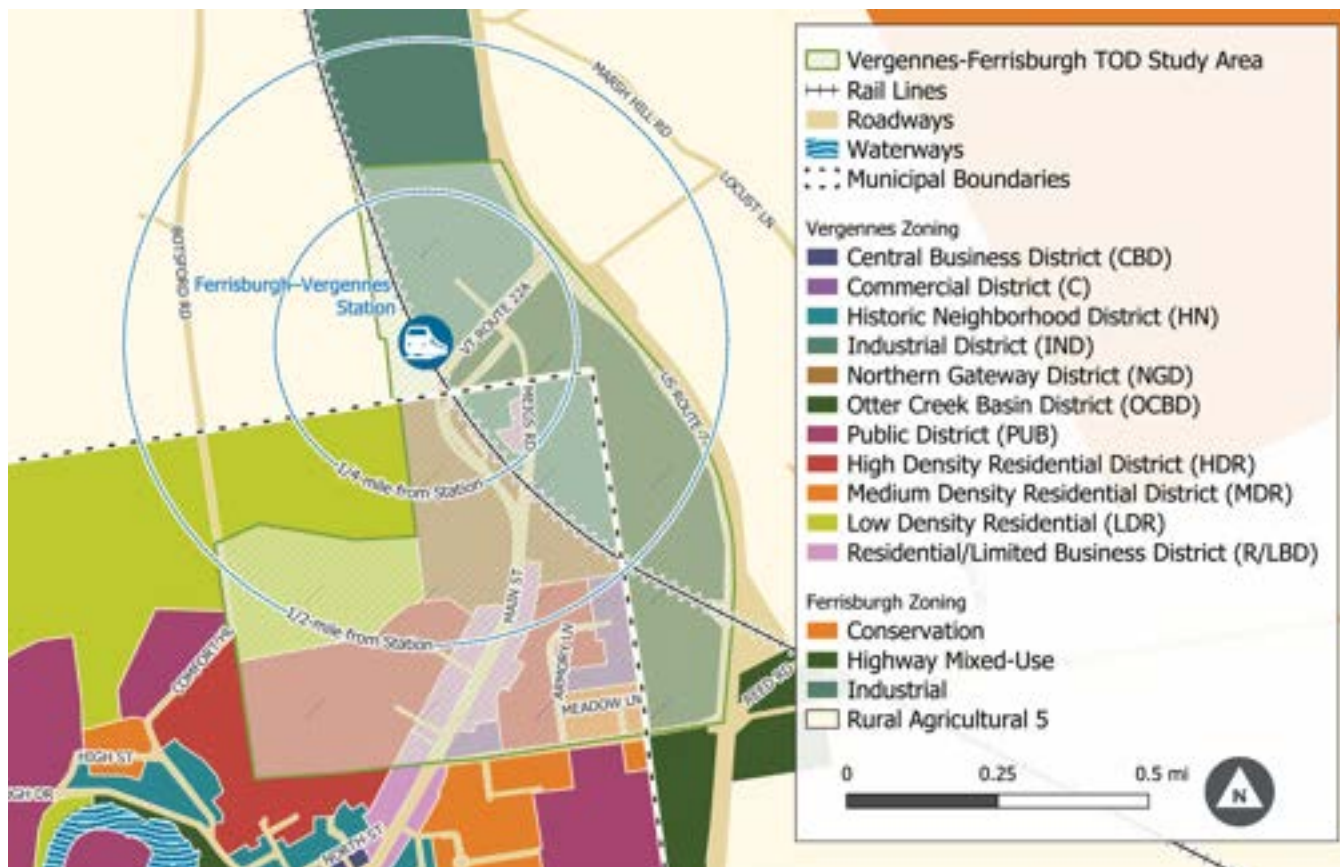 MARSH HILL RD
LOCUST LN
BOTSFORD RD
Ferrisburgh–Vergennes
Station
VT ROUTE 22A
US ROUTE 7
MEIGS RD
1/4-mile from Station
1/2-mile from Station
MAIN ST
ARMORY LN
MEADOW LN
REED RD
HIGH ST
NORTH ST
Vergennes-Ferrisburgh TOD Study Area
Rail Lines
Roadways
Waterways
Municipal Boundaries
Vergennes Zoning
Central Business District (CBD)
Commercial District (C)
Historic Neighborhood District (HN)
Industrial District (IND)
Northern Gateway District (NGD)
Otter Creek Basin District (OCBD)
Public District (PUB)
High Density Residential District (HDR)
Medium Density Residential District (MDR)
Low Density Residential (LDR)
Residential/Limited Business District (R/LBD)
Ferrisburgh Zoning
Conservation
Highway Mixed-Use
Industrial
Rural Agricultural 5
0 0.25 0.5 mi
N